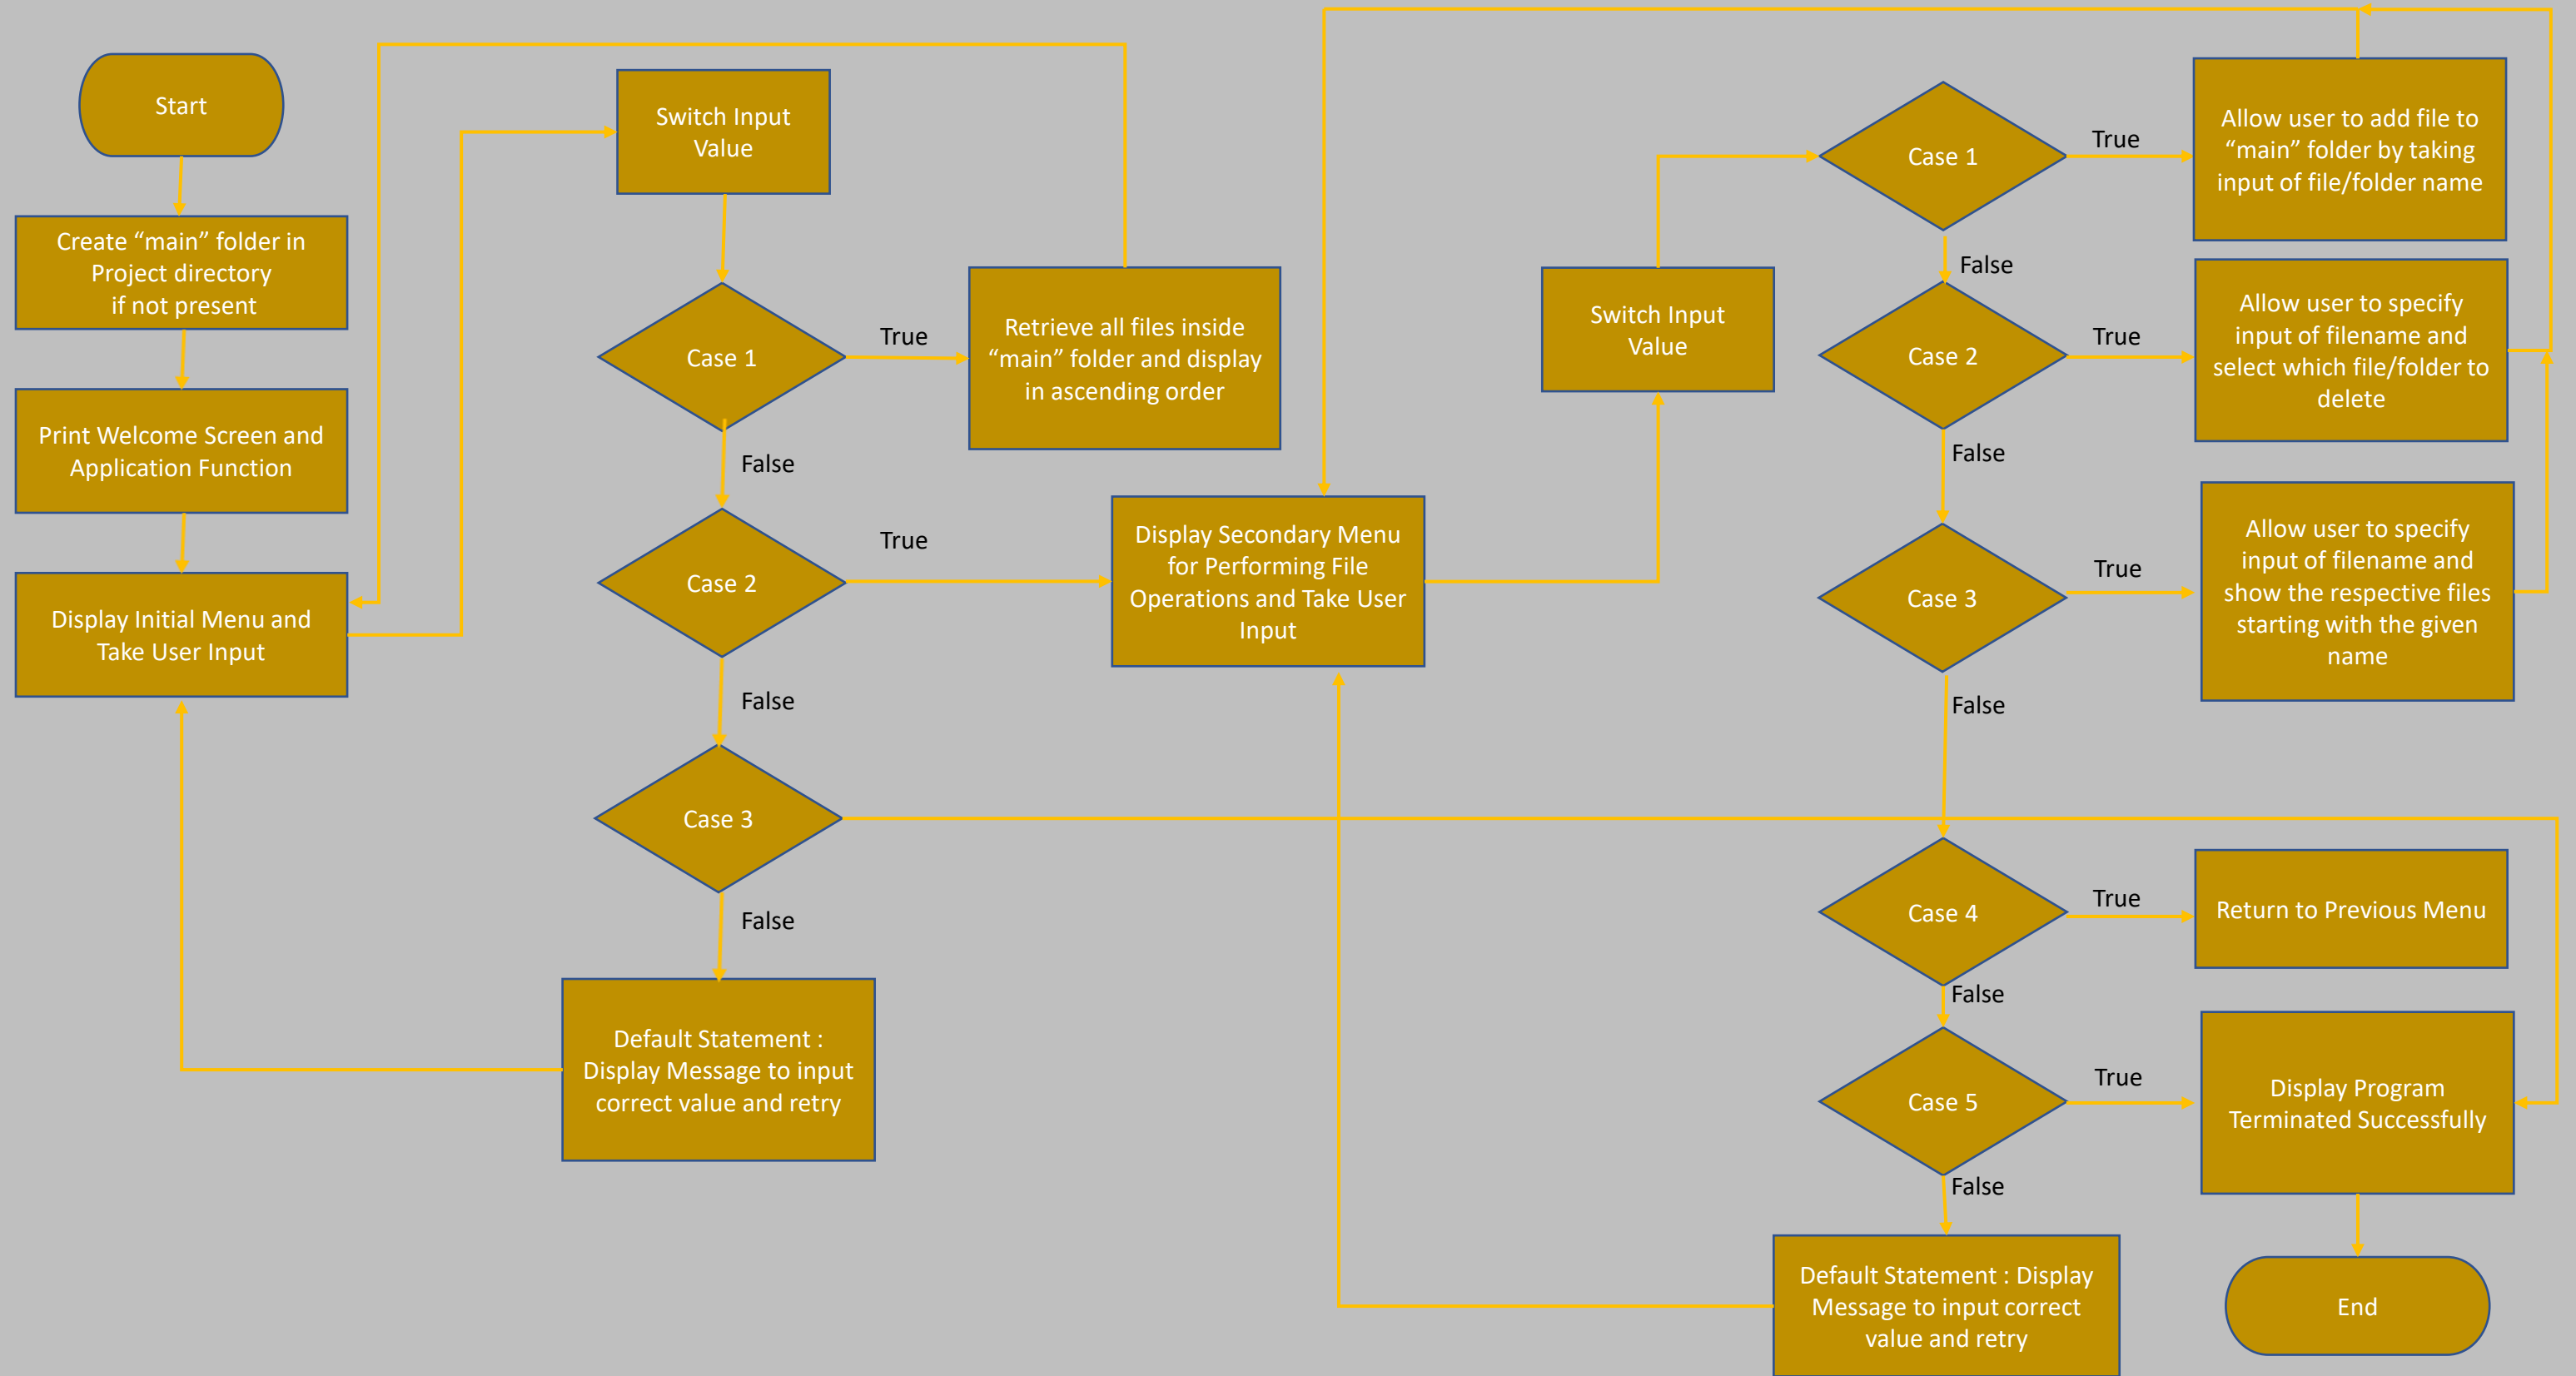 Start
Create “main” folder in
Project directory
if not present
Print Welcome Screen and
Application Function
Display Initial Menu and
Take User Input
Switch Input
Value
Case 1
True
Retrieve all files inside
“main” folder and display
in ascending order
False
Case 2
True
False
Case 3
False
Default Statement :
Display Message to input
correct value and retry
Display Secondary Menu
for Performing File
Operations and Take User
Input
Switch Input
Value
Case 1
True
Allow user to add file to
“main” folder by taking
input of file/folder name
False
Case 2
True
Allow user to specify
input of filename and
select which file/folder to
delete
False
Case 3
True
Allow user to specify
input of filename and
show the respective files
starting with the given
name
False
Case 4
True
Return to Previous Menu
False
Case 5
True
Display Program
Terminated Successfully
False
Default Statement : Display
Message to input correct
value and retry
End